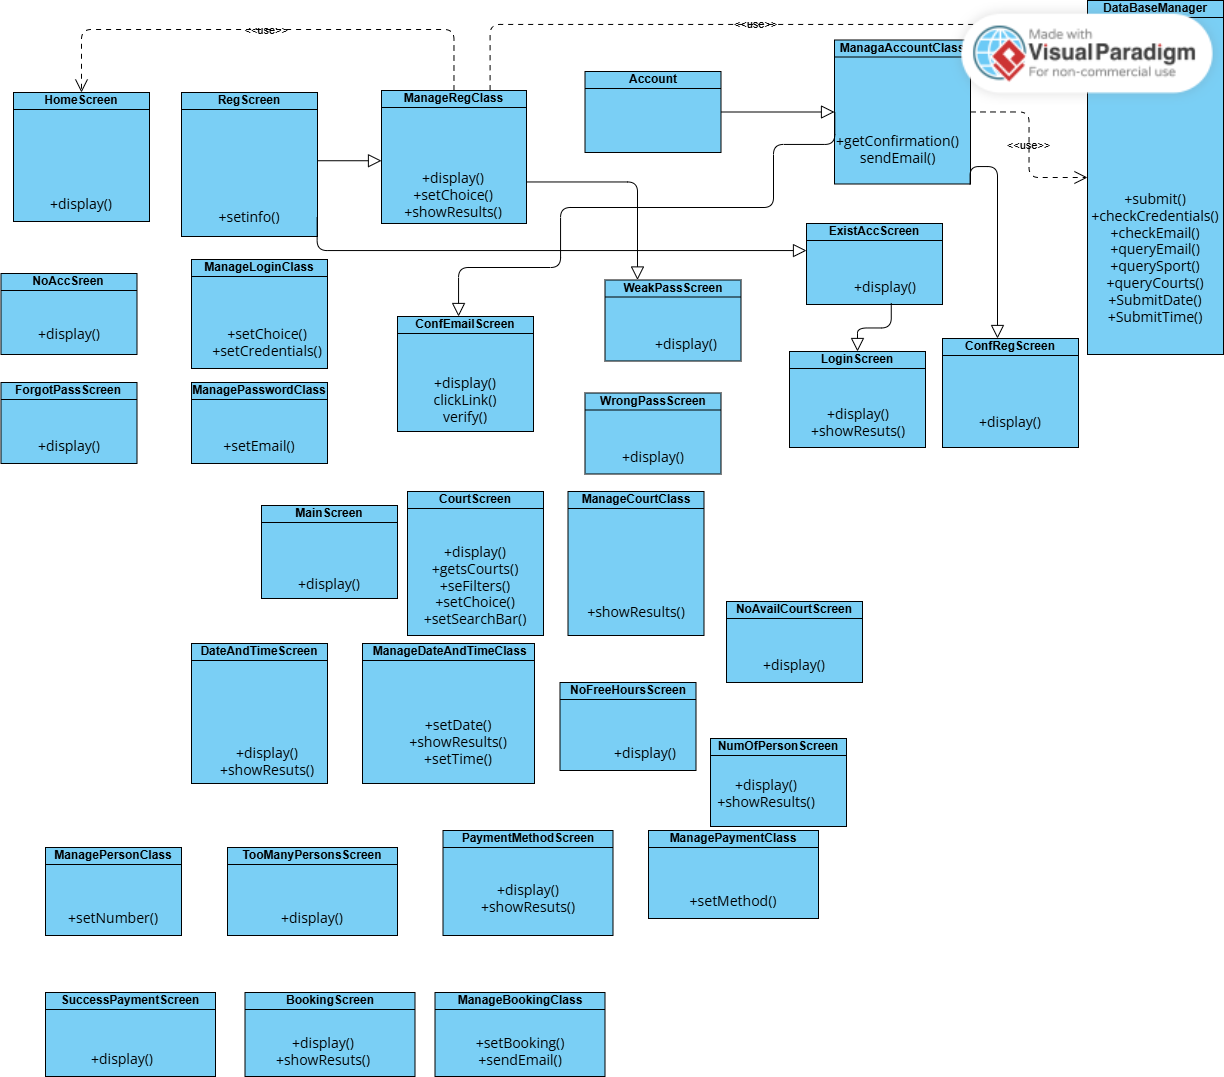 DataBaseManager
+submit()
+checkCredentials()
+checkEmail()
+queryEmail()
+querySport()
+queryCourts()
+SubmitDate()
+SubmitTime()
Made with
Visual Paradigm
For non-commercial use
<<use>>
<<use>>
<<use>>
ManagaAccountClass
+getConfirmation()
sendEmail()
Account
HomeScreen
+display()
RegScreen
+setinfo()
ManageRegClass
+display()
+setChoice()
+showResults()
ExistAccScreen
+display()
NoAccSreen
+display()
ManageLoginClass
+setChoice()
+setCredentials()
WeakPassScreen
+display()
ConfEmailScreen
+display()
clickLink()
verify()
LoginScreen
+display()
+showResuts()
ConfRegScreen
+display()
ForgotPassScreen
+display()
ManagePasswordClass
+setEmail()
WrongPassScreen
+display()
MainScreen
+display()
CourtScreen
+display()
+getsCourts()
+seFilters()
+setChoice()
+setSearchBar()
ManageCourtClass
+showResults()
NoAvailCourtScreen
+display()
DateAndTimeScreen
+display()
+showResuts()
ManageDateAndTimeClass
+setDate()
+showResults()
+setTime()
NoFreeHoursScreen
+display()
NumOfPersonScreen
+display()
+showResults()
ManagePersonClass
+setNumber()
TooManyPersonsScreen
+display()
PaymentMethodScreen
+display()
+showResuts()
ManagePaymentClass
+setMethod()
SuccessPaymentScreen
+display()
BookingScreen
+display()
+showResuts()
ManageBookingClass
+setBooking()
+sendEmail()